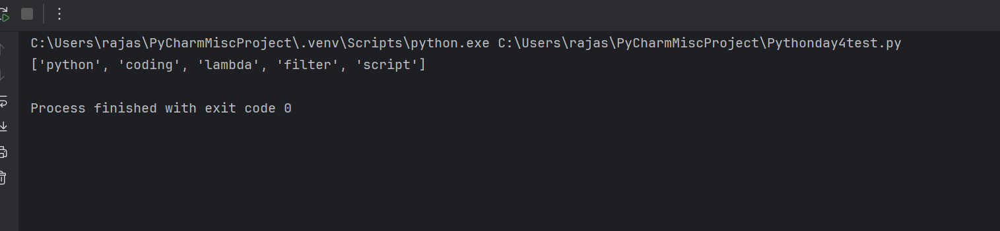 C:\Users\rajas\PyCharmMiscProject\.venv\Scripts\python.exe C:\Users\rajas\PyCharmMiscProject\Pythonday4test.py
['python', 'coding', 'lambda', 'filter', 'script']
Process finished with exit code 0